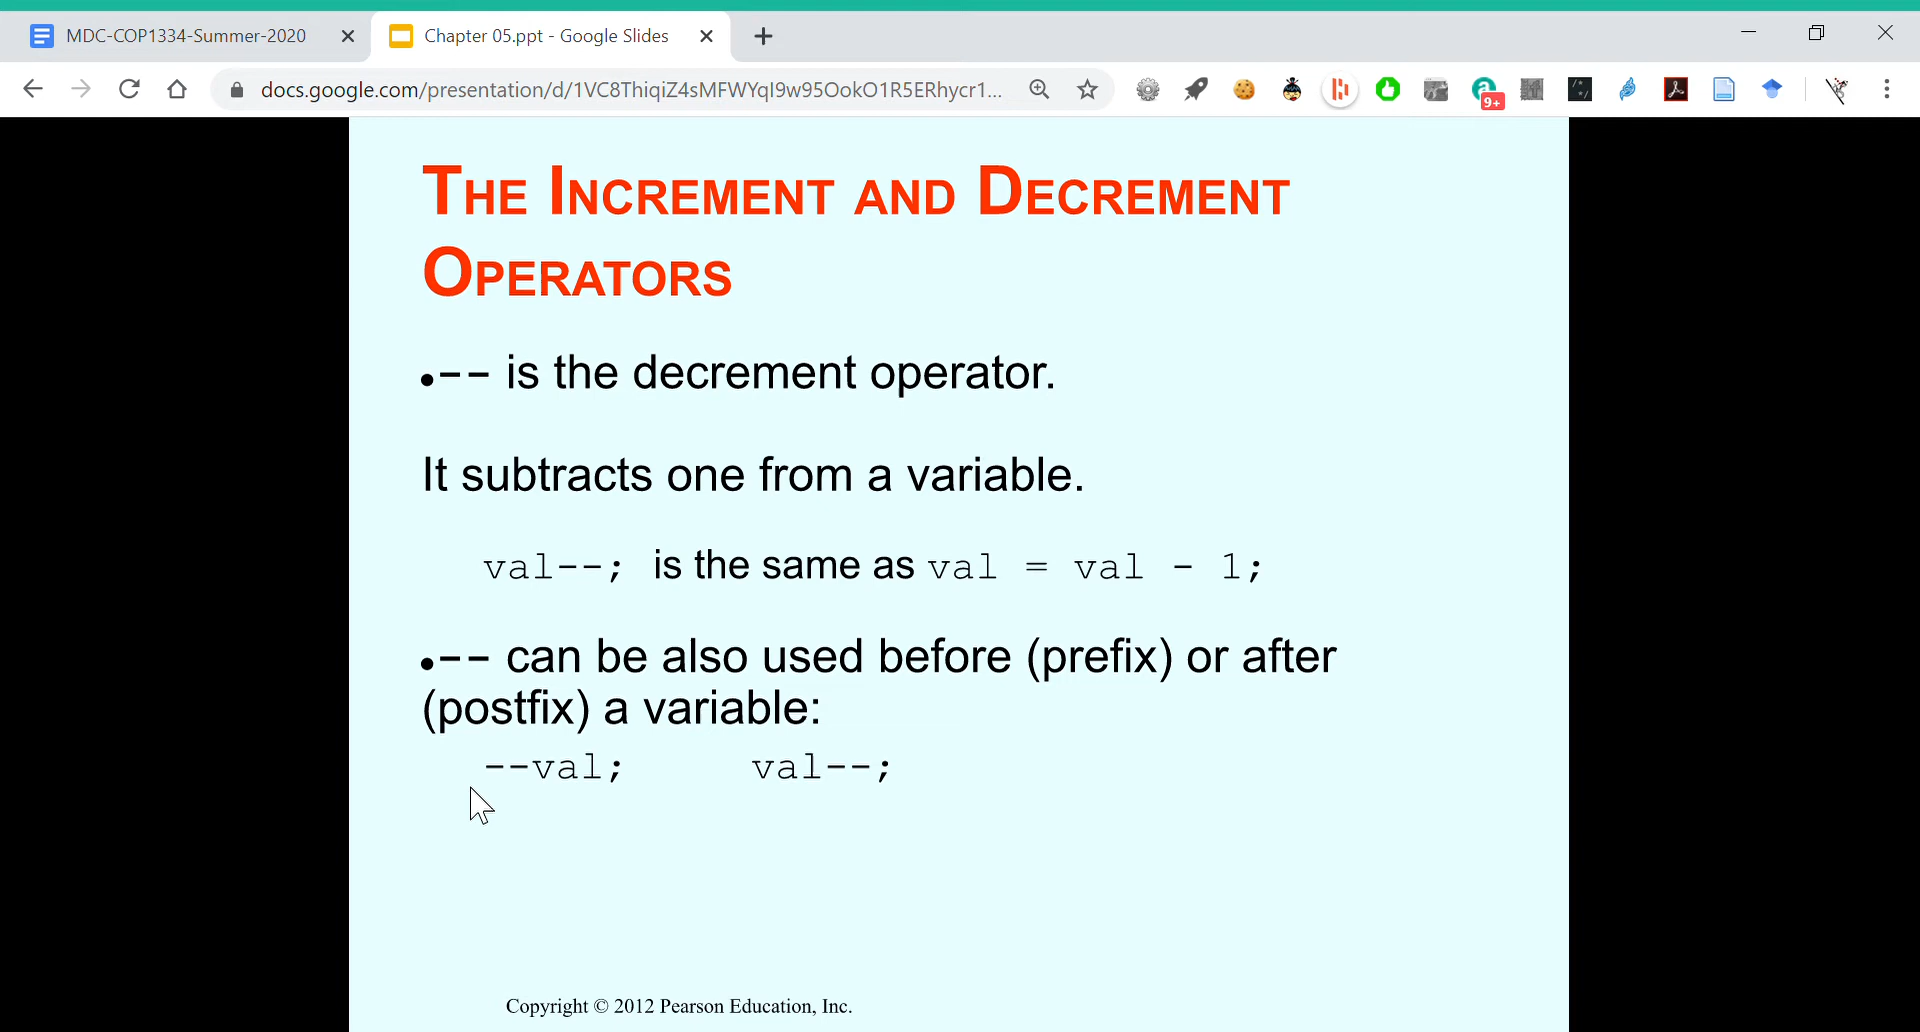 MDC-COP1334-Summer-2020
Chapter 05.ppt - Google Slides
docs.google.com/presentation/d/1VC8ThiqiZ4sMFWYqI9w95OokO1R5ERhycr1...
9+
THE INCREMENT AND DECREMENT
OPERATORS
•-- is the decrement operator.
It subtracts one from a variable.
val--; is the same as val = val - 1;
•-- can be also used before (prefix) or after
(postfix) a variable:
--val; val--;
Copyright © 2012 Pearson Education, Inc.